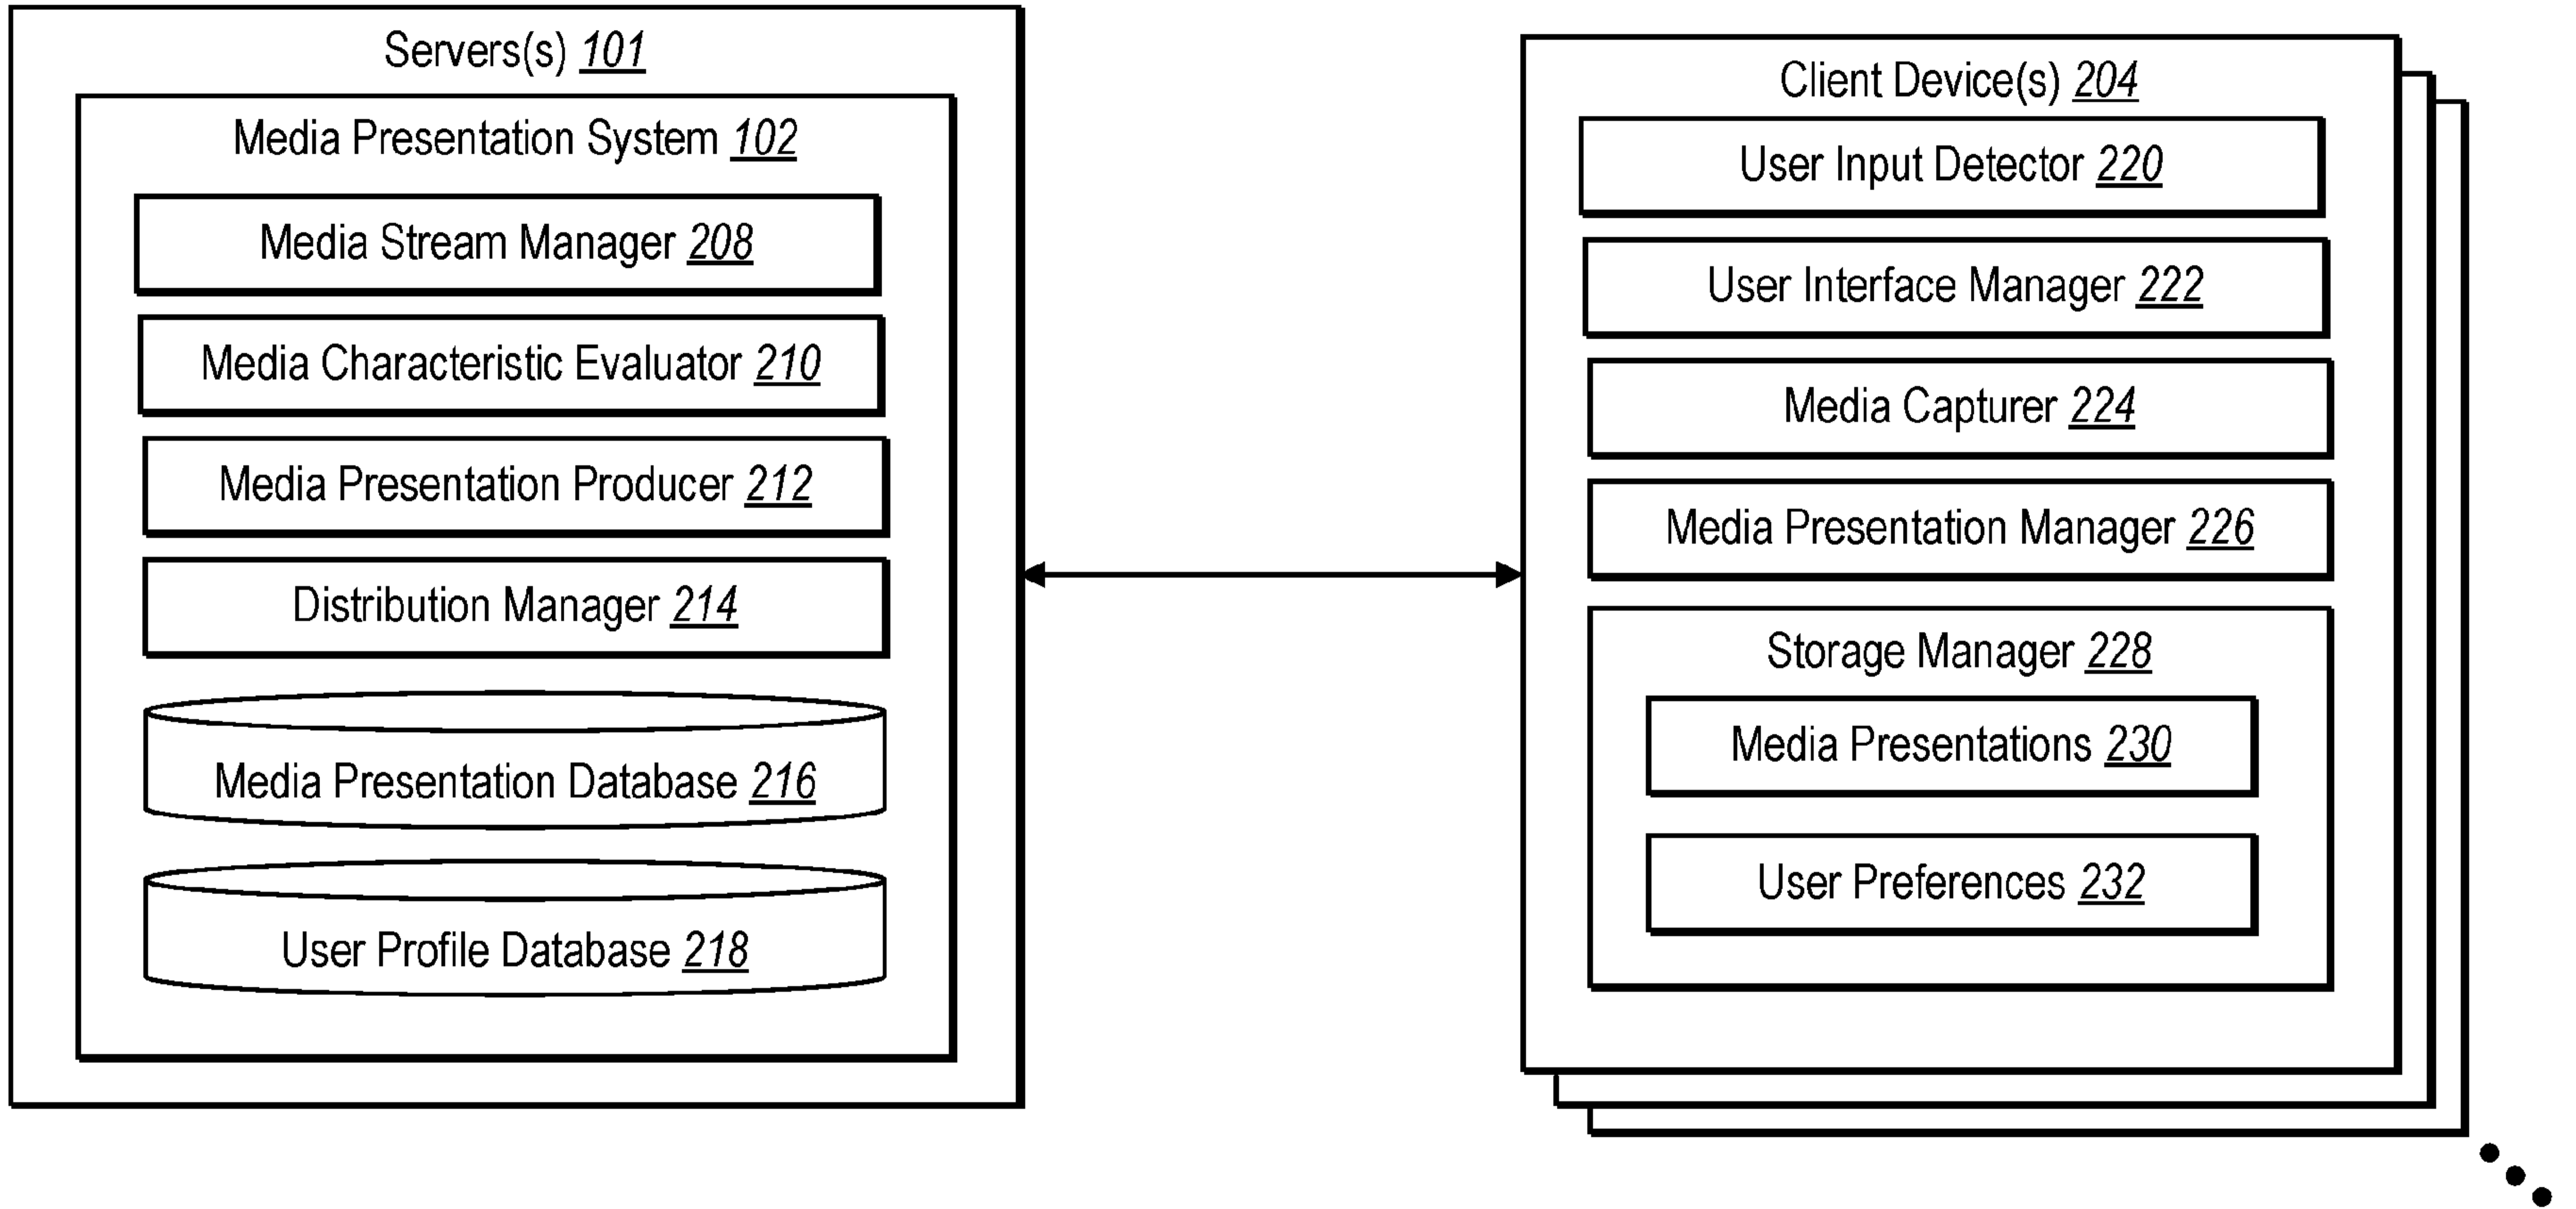 Servers(s) 101
Media Presentation System 102
Media Stream Manager 208
Media Characteristic Evaluator 210
Media Presentation Producer 212
Distribution Manager 214
Media Presentation Database 216
User Profile Database 218
Client Device(s) 204
User Input Detector 220
User Interface Manager 222
Media Capturer 224
Media Presentation Manager 226
Storage Manager 228
Media Presentations 230
User Preferences 232